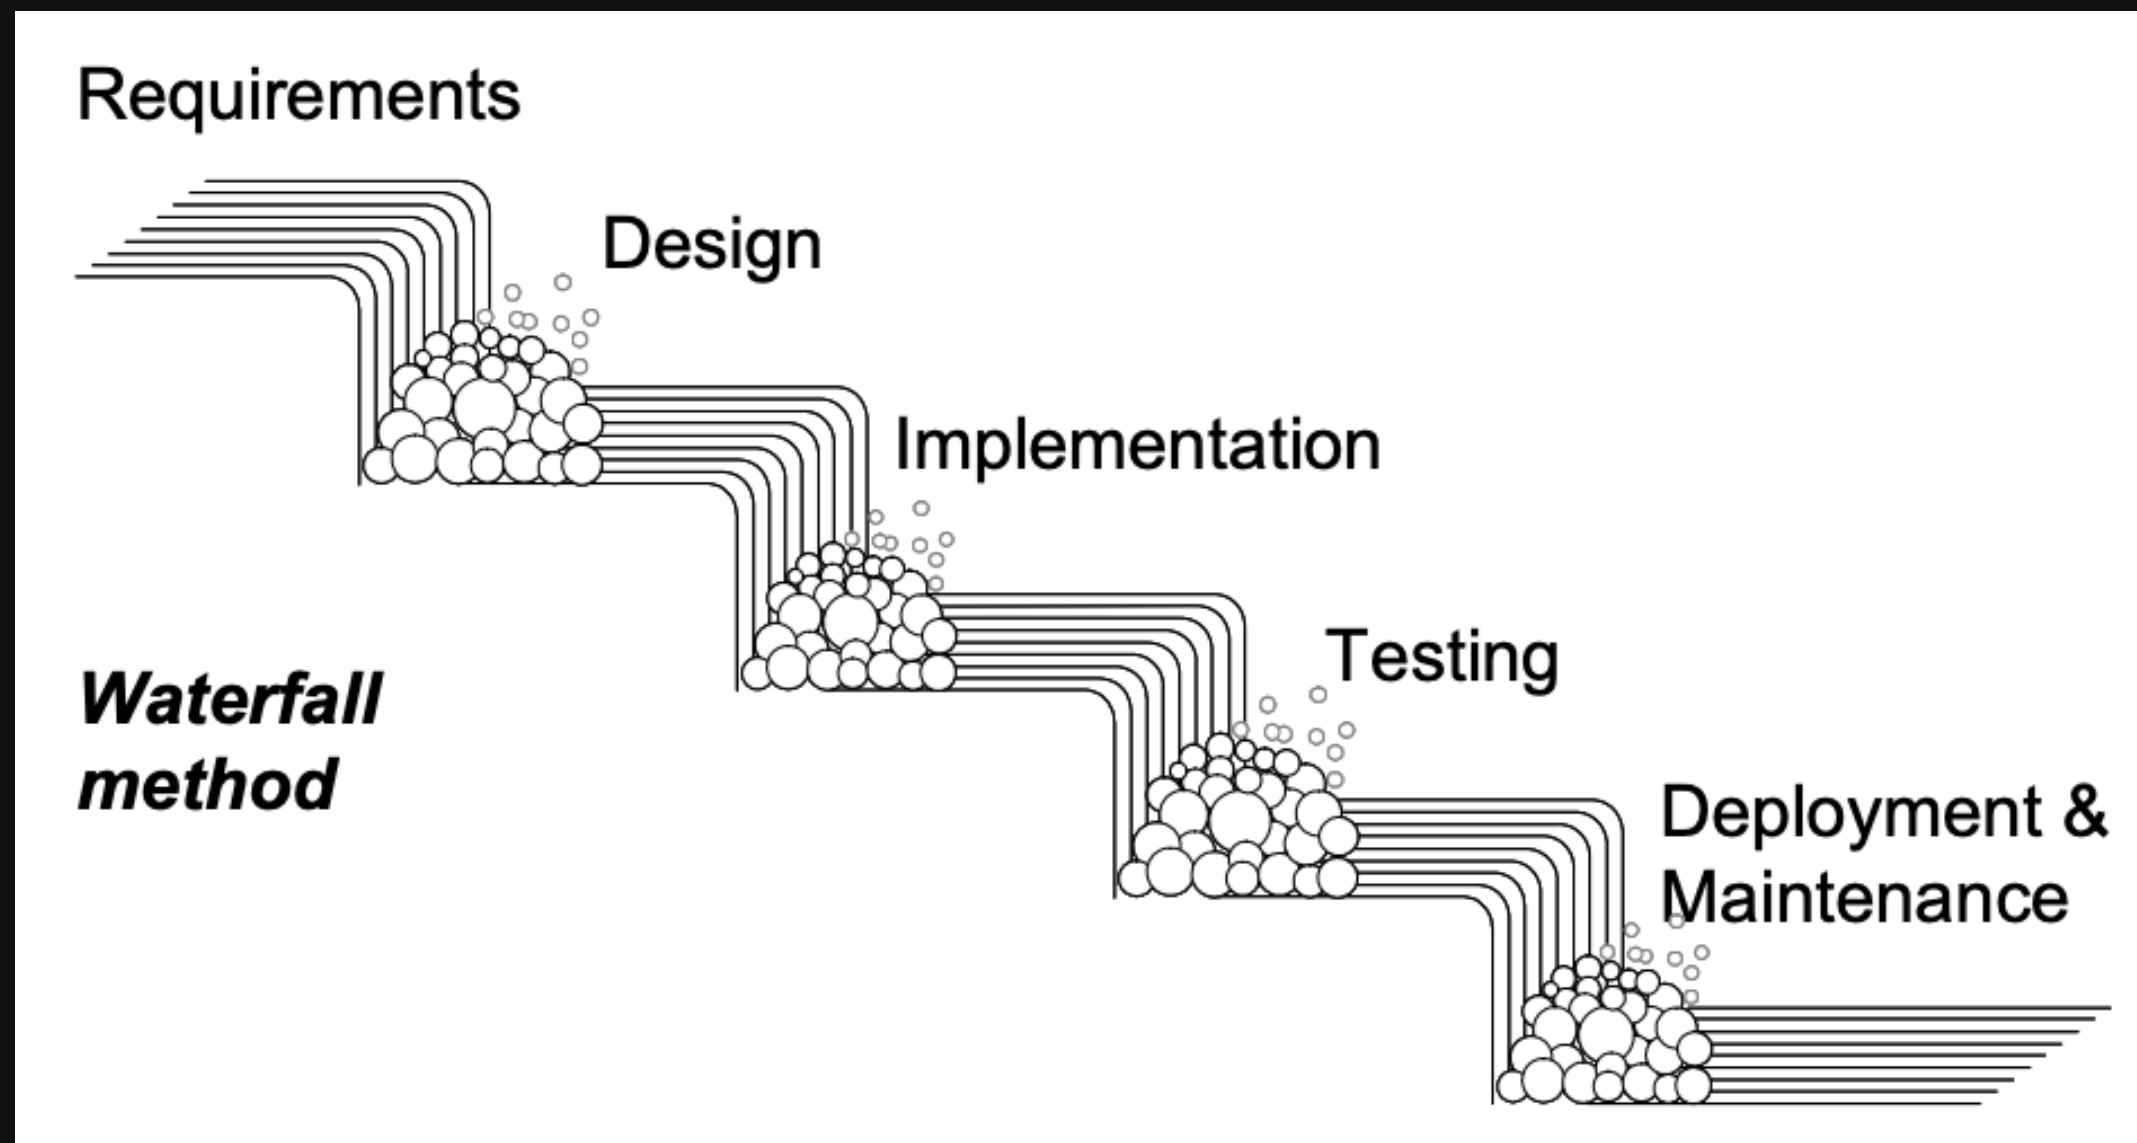 Requirements
Design
Implementation
Testing
Waterfall
method
Deployment &
Maintenance